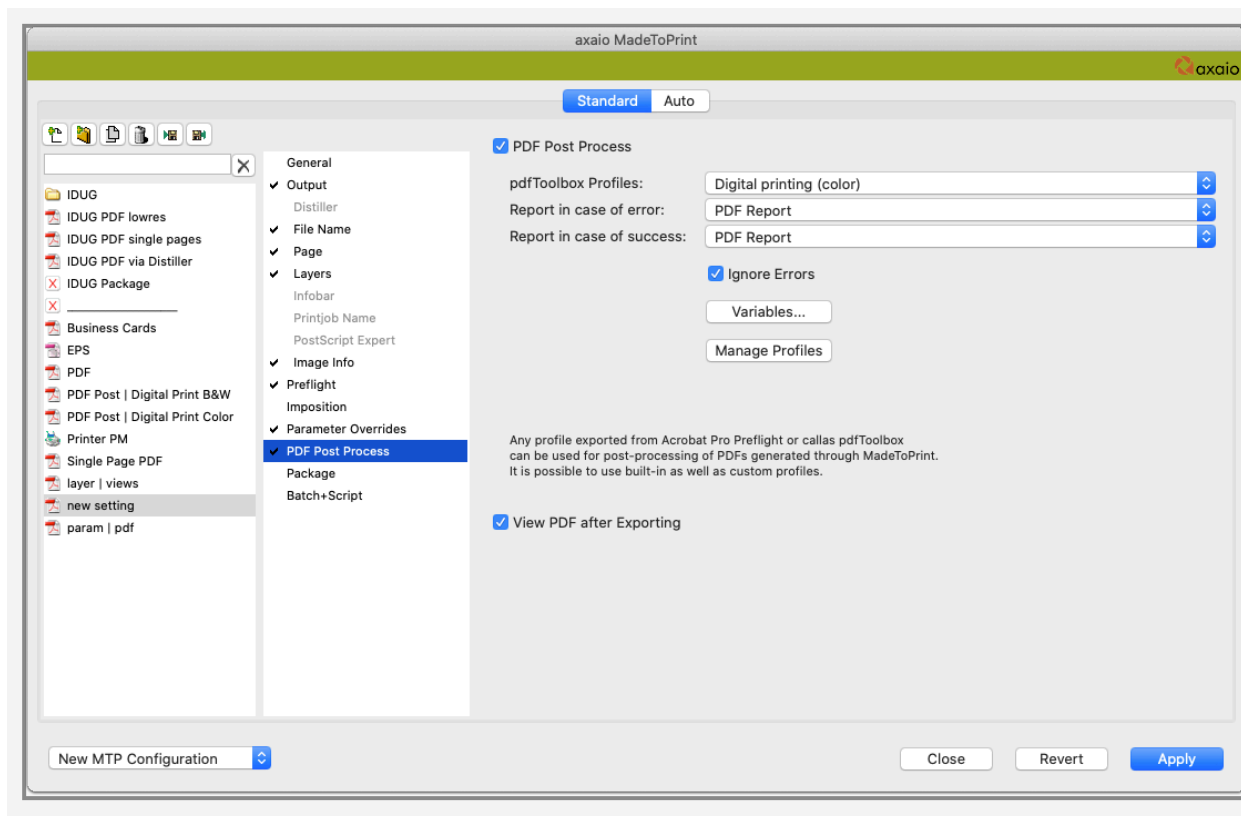 axaio MadeToPrint
axaio
Standard
Auto
IDUG
IDUG PDF lowres
IDUG PDF single pages
IDUG PDF via Distiller
IDUG Package
________________
Business Cards
EPS
PDF
PDF Post | Digital Print B&W
PDF Post | Digital Print Color
Printer PM
Single Page PDF
layer | views
new setting
param | pdf
General
Output
Distiller
File Name
Page
Layers
Infobar
Printjob Name
PostScript Expert
Image Info
Preflight
Imposition
Parameter Overrides
PDF Post Process
Package
Batch+Script
PDF Post Process
pdfToolbox Profiles: Digital printing (color)
Report in case of error: PDF Report
Report in case of success: PDF Report
Ignore Errors
Variables...
Manage Profiles
Any profile exported from Acrobat Pro Preflight or callas pdfToolbox
can be used for post-processing of PDFs generated through MadeToPrint.
It is possible to use built-in as well as custom profiles.
View PDF after Exporting
New MTP Configuration
Close
Revert
Apply